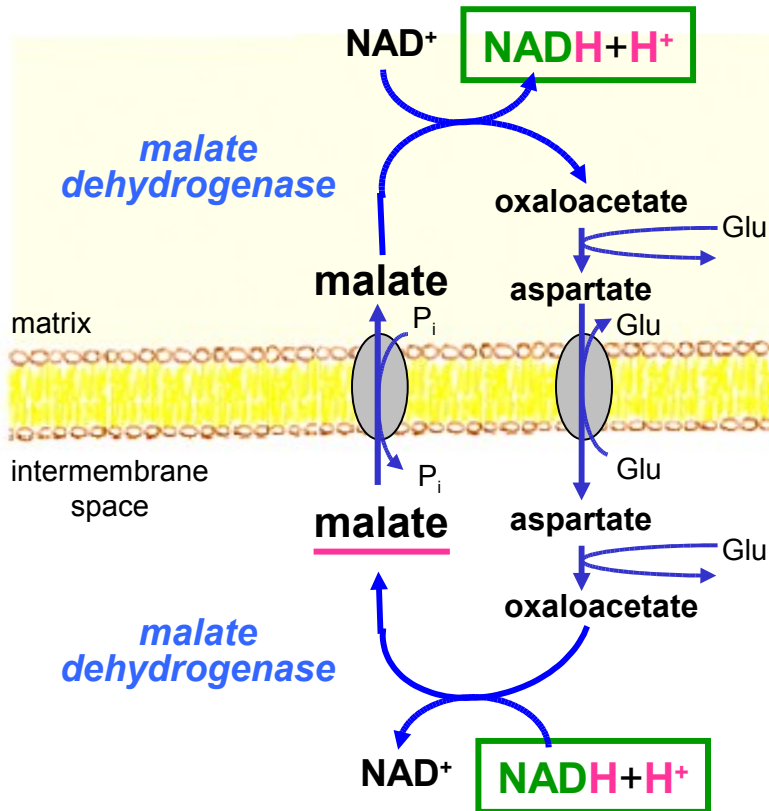 NAD⁺ NADH+H⁺
malate
dehydrogenase
oxaloacetate
Glu
malate
aspartate
matrix
Pᵢ
Glu
intermembrane
space
Pᵢ
Glu
malate
aspartate
Glu
oxaloacetate
malate
dehydrogenase
NAD⁺ NADH+H⁺